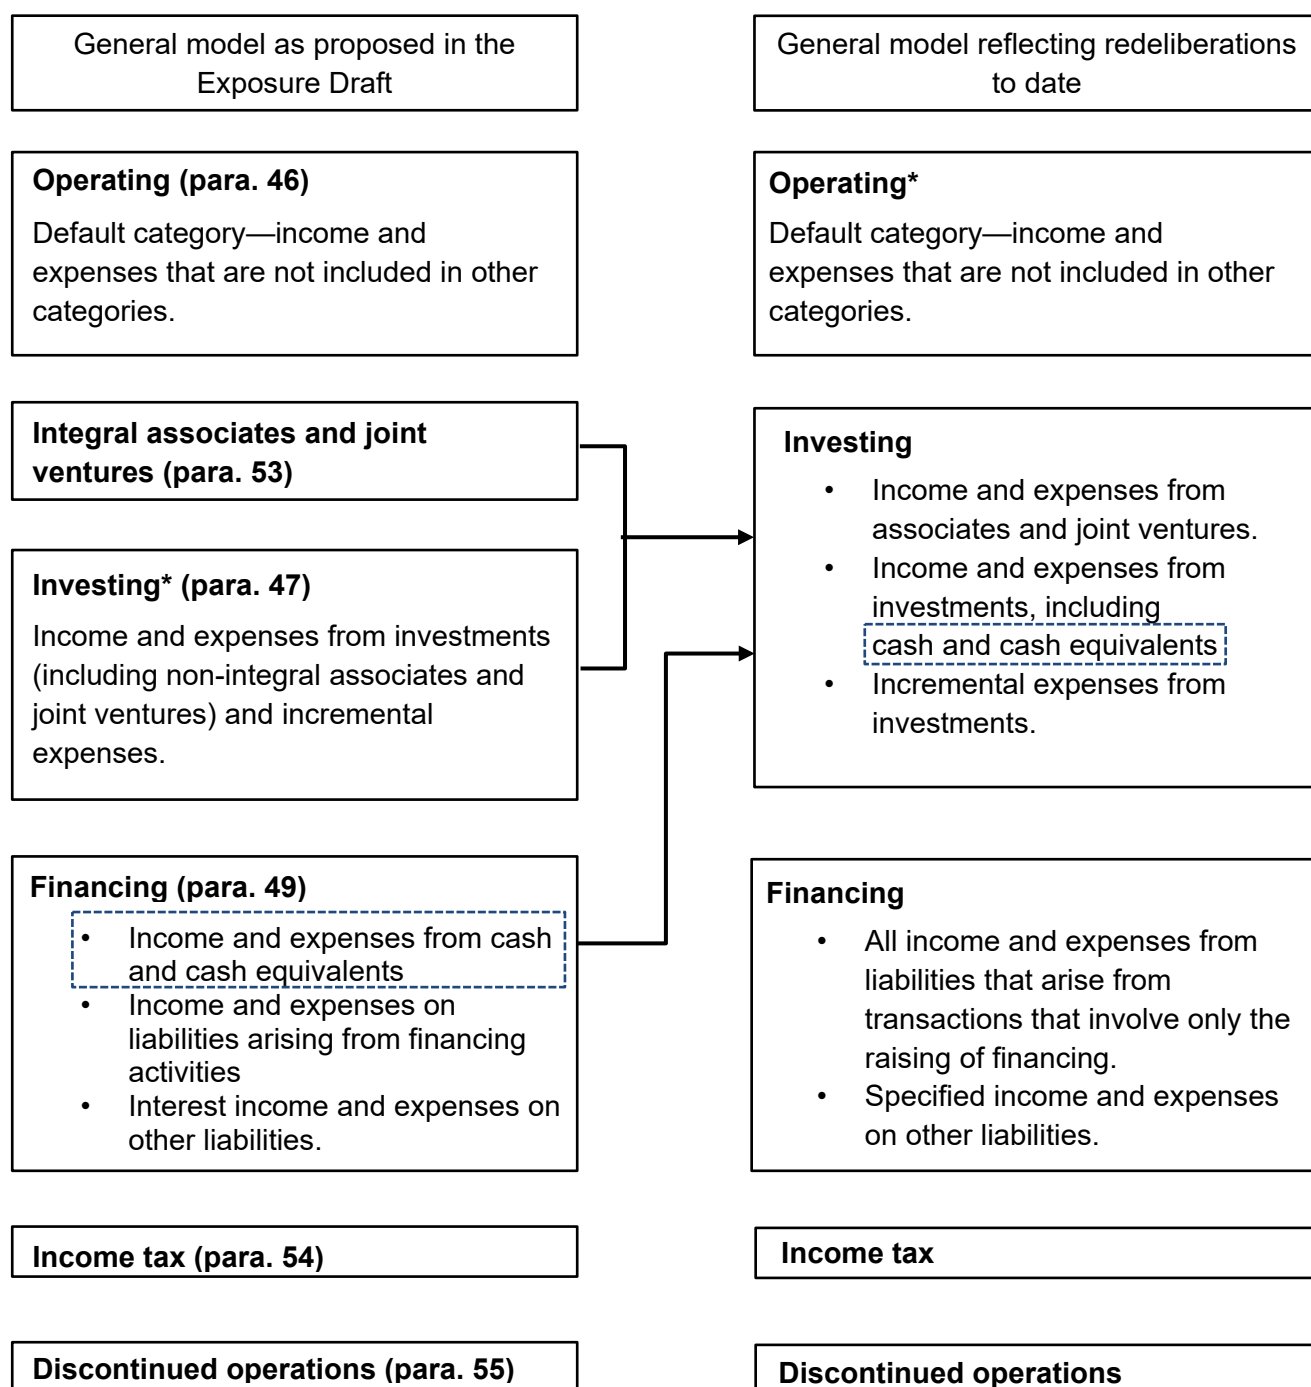 General model as proposed in the
Exposure Draft
General model reflecting redeliberations
to date
Operating (para. 46)
Default category—income and
expenses that are not included in other
categories.
Operating*
Default category—income and
expenses that are not included in other
categories.
Integral associates and joint
ventures (para. 53)
Investing* (para. 47)
Income and expenses from investments
(including non-integral associates and
joint ventures) and incremental
expenses.
Investing
• Income and expenses from
associates and joint ventures.
• Income and expenses from
investments, including
cash and cash equivalents
• Incremental expenses from
investments.
Financing (para. 49)
• Income and expenses from cash
and cash equivalents
• Income and expenses on
liabilities arising from financing
activities
• Interest income and expenses on
other liabilities.
Financing
• All income and expenses from
liabilities that arise from
transactions that involve only the
raising of financing.
• Specified income and expenses
on other liabilities.
Income tax (para. 54)
Income tax
Discontinued operations (para. 55)
Discontinued operations